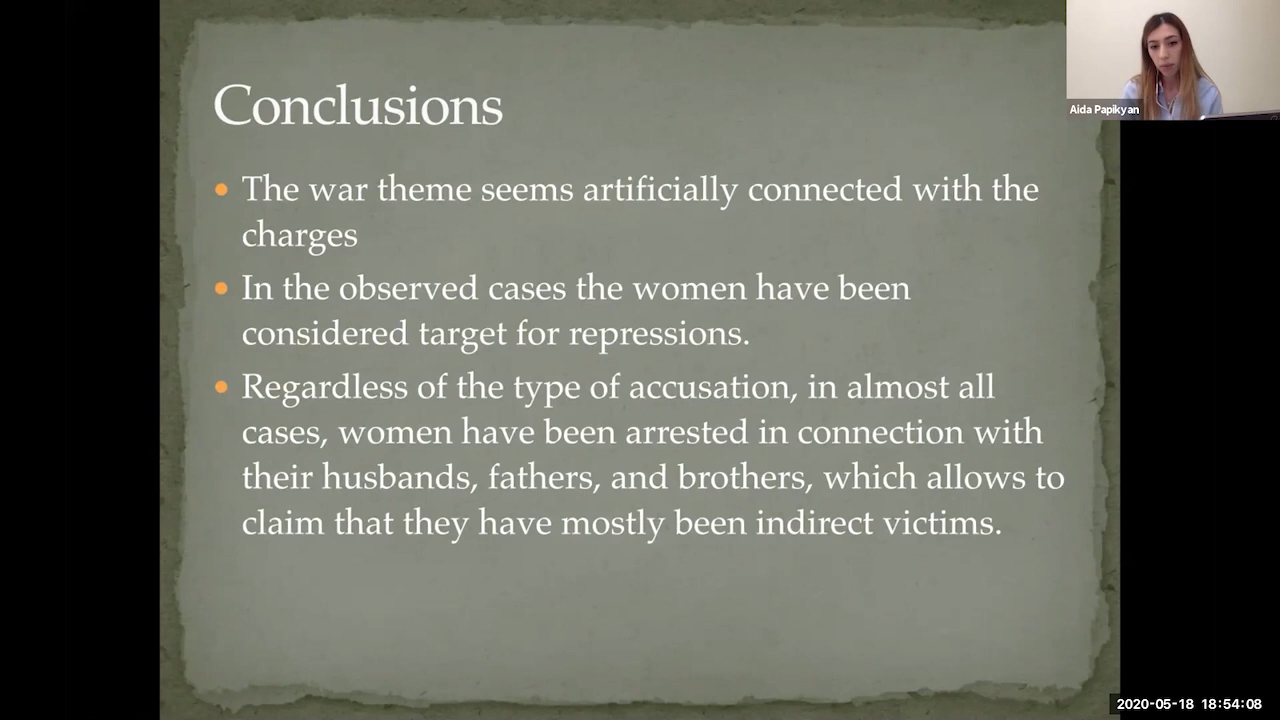 Conclusions
The war theme seems artificially connected with the
charges
In the observed cases the women have been
considered target for repressions.
Regardless of the type of accusation, in almost all
cases, women have been arrested in connection with
their husbands, fathers, and brothers, which allows to
claim that they have mostly been indirect victims.
Aida Papikyan
2020-05-18 18:54:08